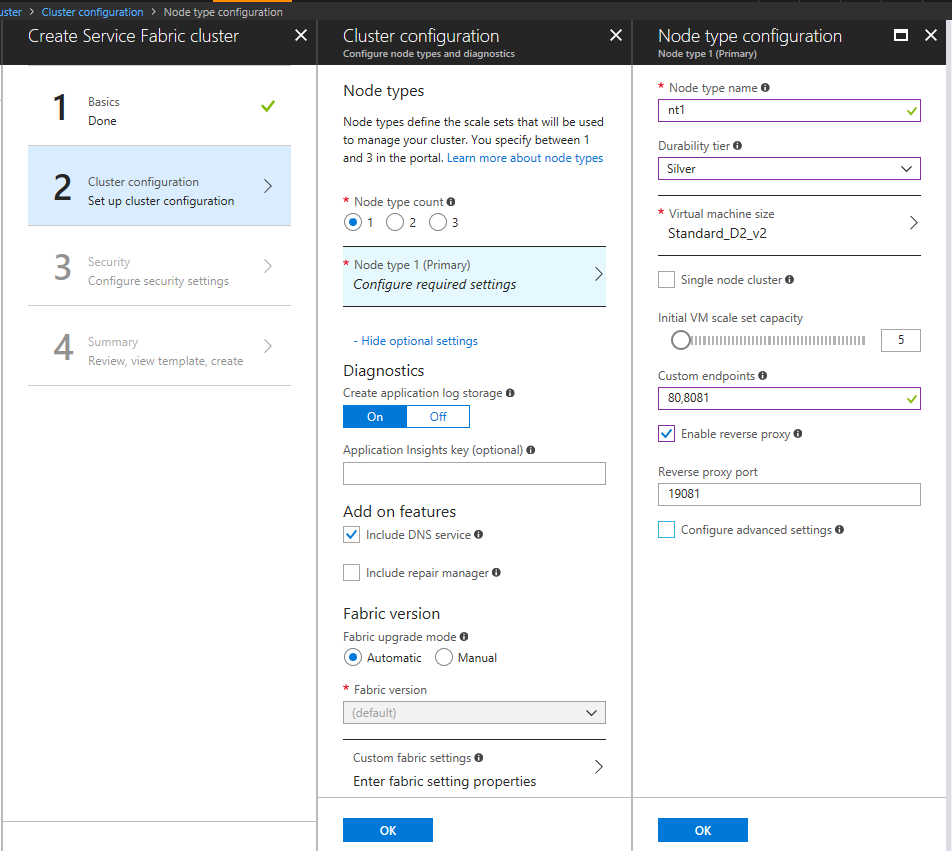 uster > Cluster configuration > Node type configuration
Create Service Fabric cluster
1
Basics
Done
2
Cluster configuration
Set up cluster configuration
3
Security
Configure security settings
4
Summary
Review, view template, create
Cluster configuration
Configure node types and diagnostics
Node types
Node types define the scale sets that will be used
to manage your cluster. You specify between 1
and 3 in the portal. Learn more about node types
* Node type count
1 2 3
* Node type 1 (Primary)
Configure required settings
- Hide optional settings
Diagnostics
Create application log storage
On Off
Application Insights key (optional)
Add on features
Include DNS service
Include repair manager
Fabric version
Fabric upgrade mode
Automatic Manual
* Fabric version
(default)
Custom fabric settings
Enter fabric setting properties
OK
Node type configuration
Node type 1 (Primary)
* Node type name
nt1
Durability tier
Silver
* Virtual machine size
Standard_D2_v2
Single node cluster
Initial VM scale set capacity
5
Custom endpoints
80,8081
Enable reverse proxy
Reverse proxy port
19081
Configure advanced settings
OK